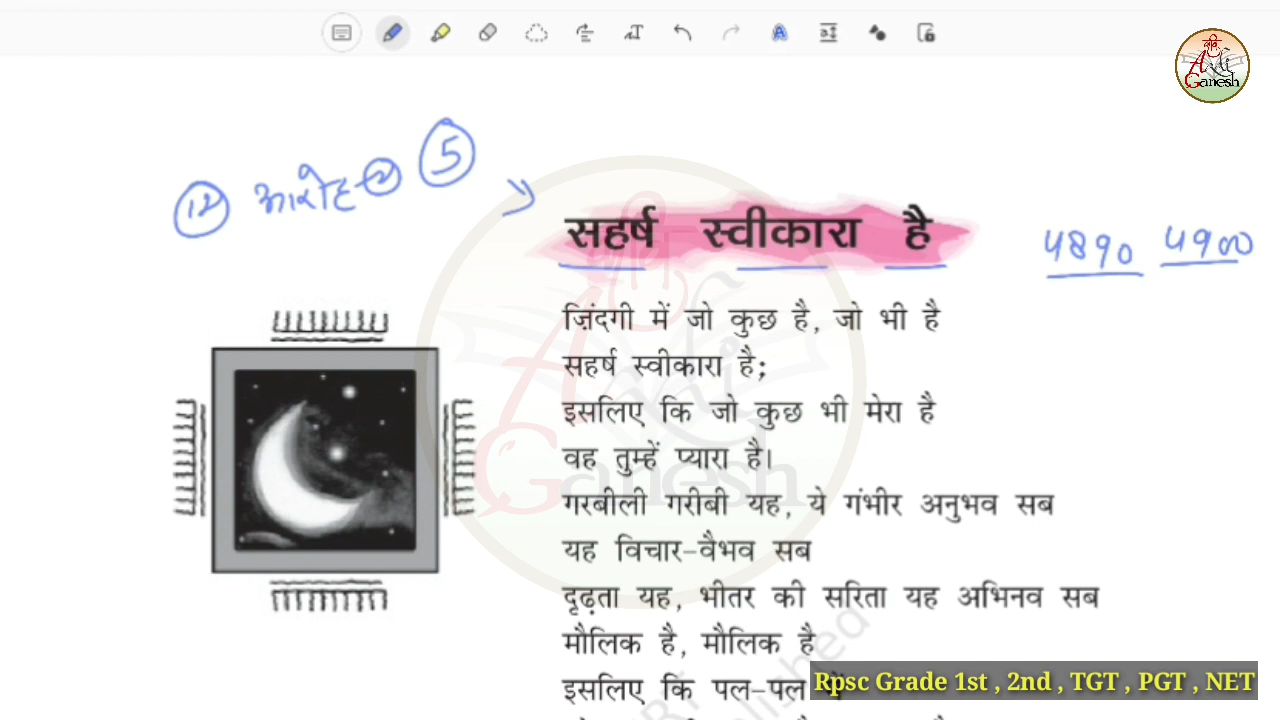 12 आरोह-2 5
सहर्ष स्वीकारा है
4890 4900
ज़िंदगी में जो कुछ है, जो भी है
सहर्ष स्वीकारा है;
इसलिए कि जो कुछ भी मेरा है
वह तुम्हें प्यारा है।
गरबीली गरीबी यह, ये गंभीर अनुभव सब
यह विचार-वैभव सब
दृढ़ता यह, भीतर की सरिता यह अभिनव सब
मौलिक है, मौलिक है
इसलिए कि पल-पल
Rpsc Grade 1st , 2nd , TGT , PGT , NET
Ganesh